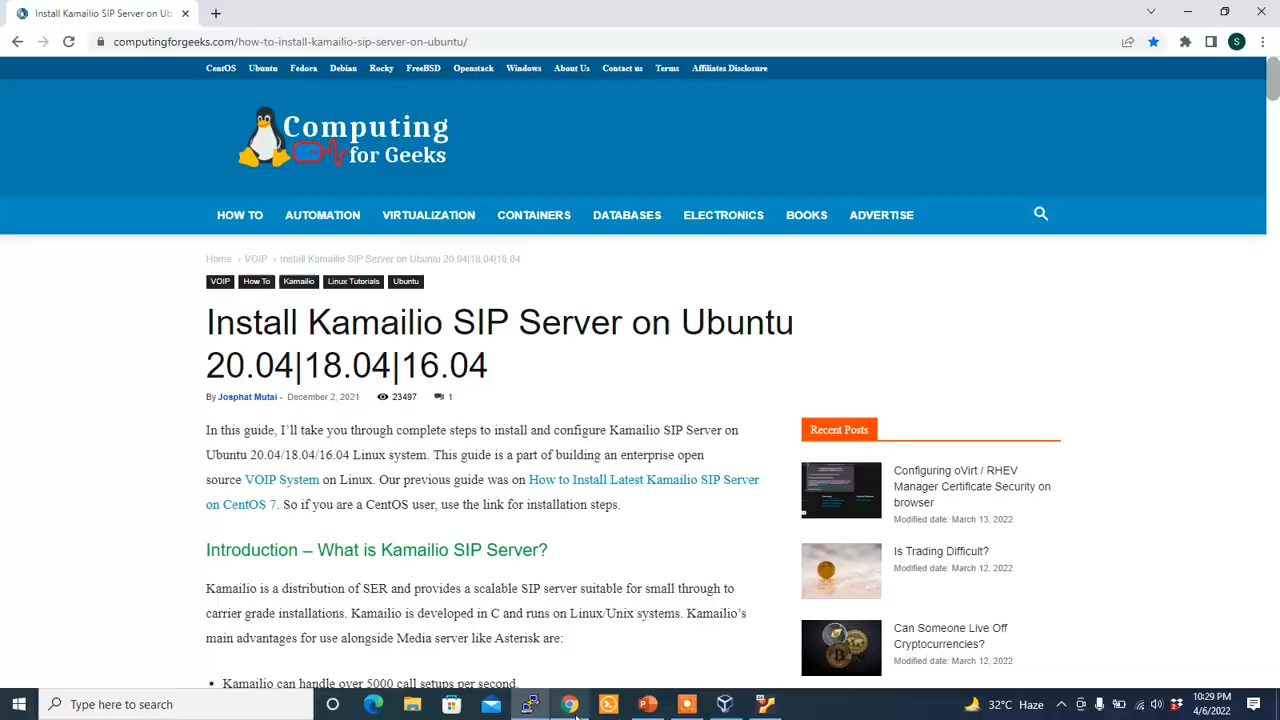 Install Kamailio SIP Server on Ub
computingforgeeks.com/how-to-install-kamailio-sip-server-on-ubuntu/
S
CentOS Ubuntu Fedora Debian Rocky FreeBSD Openstack Windows About Us Contact us Terms Affiliates Disclosure
Computing
for Geeks
HOW TO AUTOMATION VIRTUALIZATION CONTAINERS DATABASES ELECTRONICS BOOKS ADVERTISE
Home › VOIP › Install Kamailio SIP Server on Ubuntu 20.04|18.04|16.04
VOIP How To Kamailio Linux Tutorials Ubuntu
Install Kamailio SIP Server on Ubuntu
20.04|18.04|16.04
By Josphat Mutai - December 2, 2021 23497 1
In this guide, I’ll take you through complete steps to install and configure Kamailio SIP Server on
Ubuntu 20.04/18.04/16.04 Linux system. This guide is a part of building an enterprise open
source VOIP System on Linux. Our previous guide was on How to Install Latest Kamailio SIP Server
on CentOS 7. So if you are a CentOS user, use the link for installation steps.
Introduction – What is Kamailio SIP Server?
Kamailio is a distribution of SER and provides a scalable SIP server suitable for small through to
carrier grade installations. Kamailio is developed in C and runs on Linux/Unix systems. Kamailio’s
main advantages for use alongside Media server like Asterisk are:
• Kamailio can handle over 5000 call setups per second.
Recent Posts
Configuring oVirt / RHEV
Manager Certificate Security on
browser
Modified date: March 13, 2022
Is Trading Difficult?
Modified date: March 12, 2022
Can Someone Live Off
Cryptocurrencies?
Modified date: March 12, 2022
Type here to search
32°C Haze
10:29 PM
4/6/2022